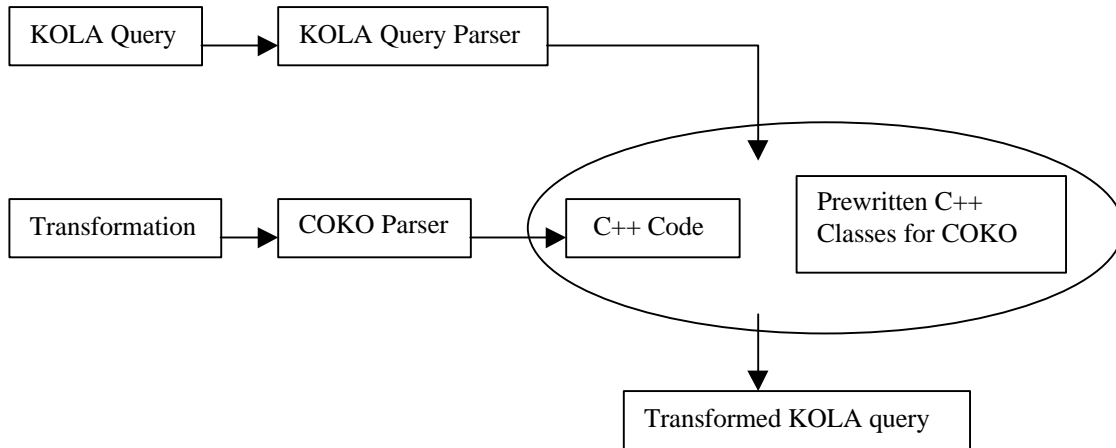 KOLA Query
KOLA Query Parser
Transformation
COKO Parser
C++ Code
Prewritten C++
Classes for COKO
Transformed KOLA query